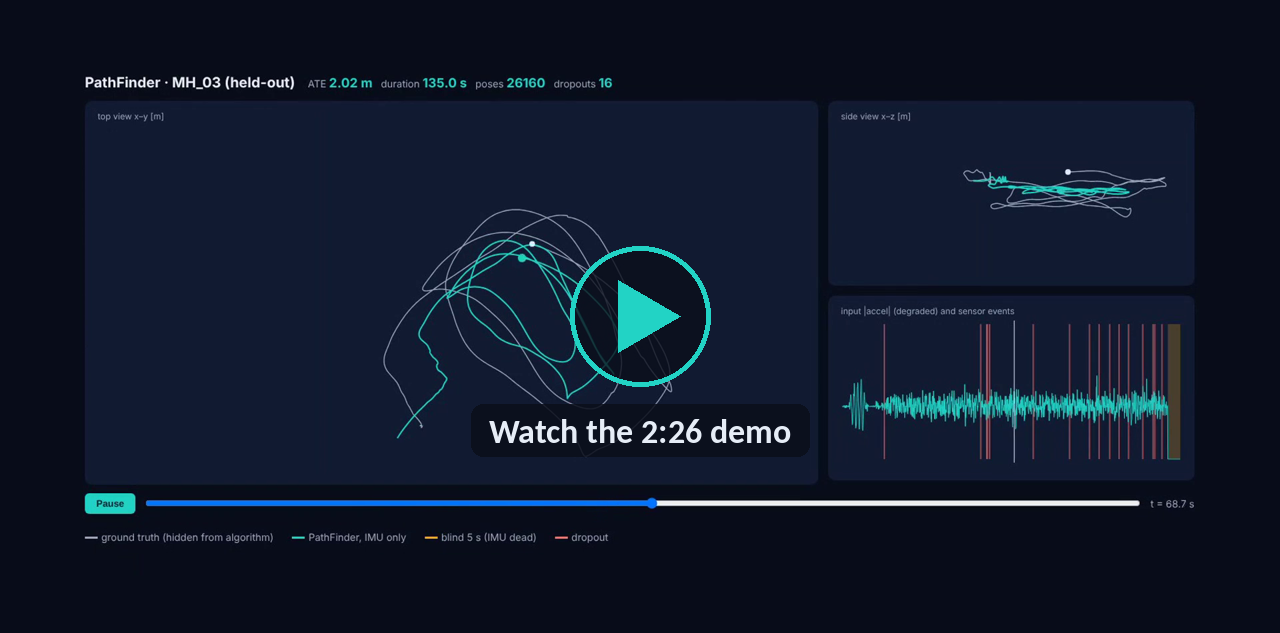 PathFinder · MH_03 (held-out) ATE 2.02 m duration 135.0 s poses 26160 dropouts 16
top view x–y [m]
side view x–z [m]
input |accel| (degraded) and sensor events
Watch the 2:26 demo
Pause
t = 68.7 s
ground truth (hidden from algorithm) PathFinder, IMU only blind 5 s (IMU dead) dropout